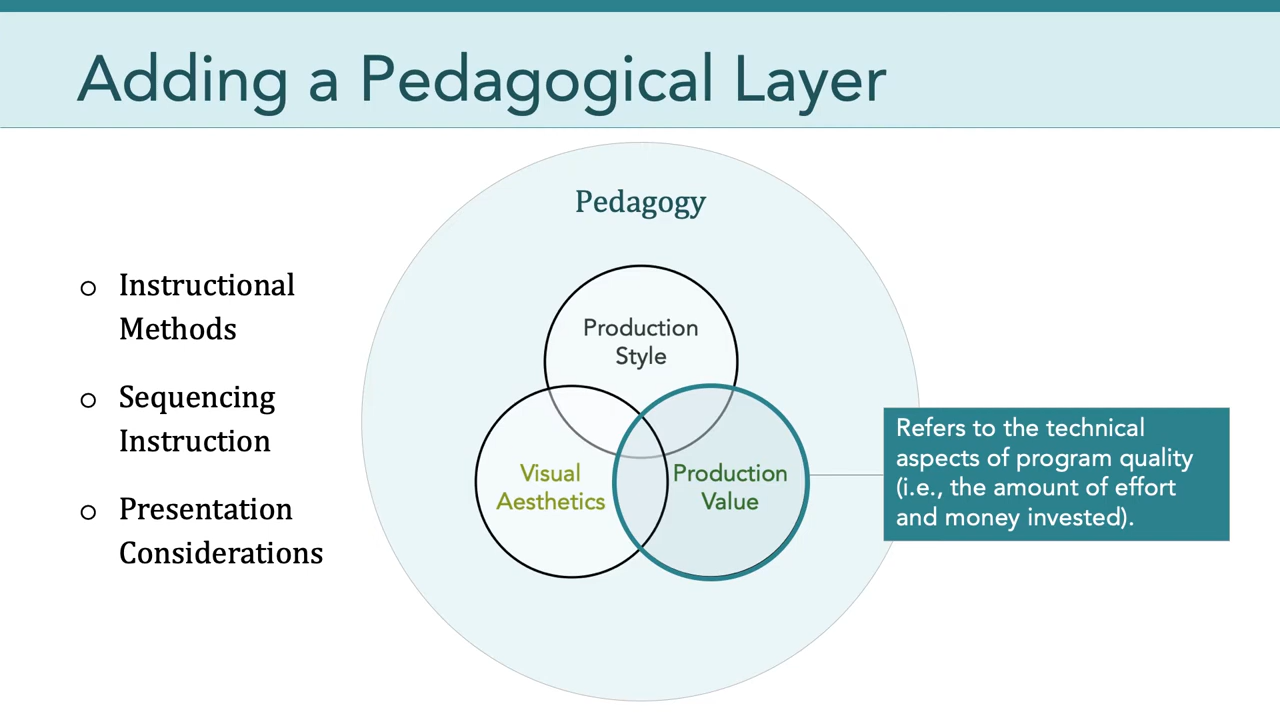 Adding a Pedagogical Layer
Pedagogy
Instructional
Methods
Sequencing
Instruction
Presentation
Considerations
Production
Style
Visual
Aesthetics
Production
Value
Refers to the technical
aspects of program quality
(i.e., the amount of effort
and money invested).